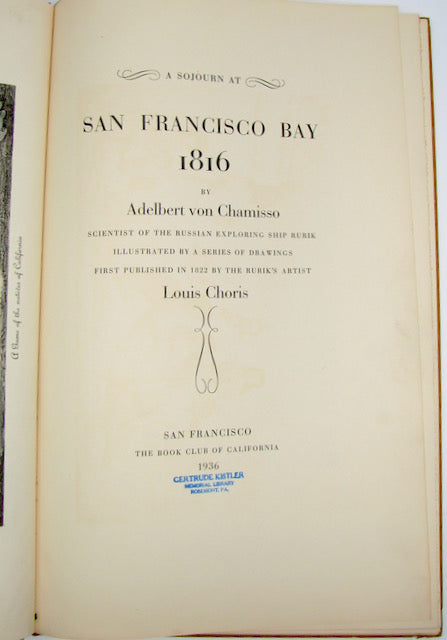 A SOJOURN AT
SAN FRANCISCO BAY
1816
BY
Adelbert von Chamisso
SCIENTIST OF THE RUSSIAN EXPLORING SHIP RURIK
ILLUSTRATED BY A SERIES OF DRAWINGS
FIRST PUBLISHED IN 1822 BY THE RURIK'S ARTIST
Louis Choris
SAN FRANCISCO
THE BOOK CLUB OF CALIFORNIA
1936
GERTRUDE KISTLER
MEMORIAL LIBRARY
ROSEMONT, PA.
A Dance of the natives of California